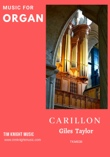 MUSIC FOR
ORGAN
CARILLON
Giles Taylor
TIM KNIGHT MUSIC